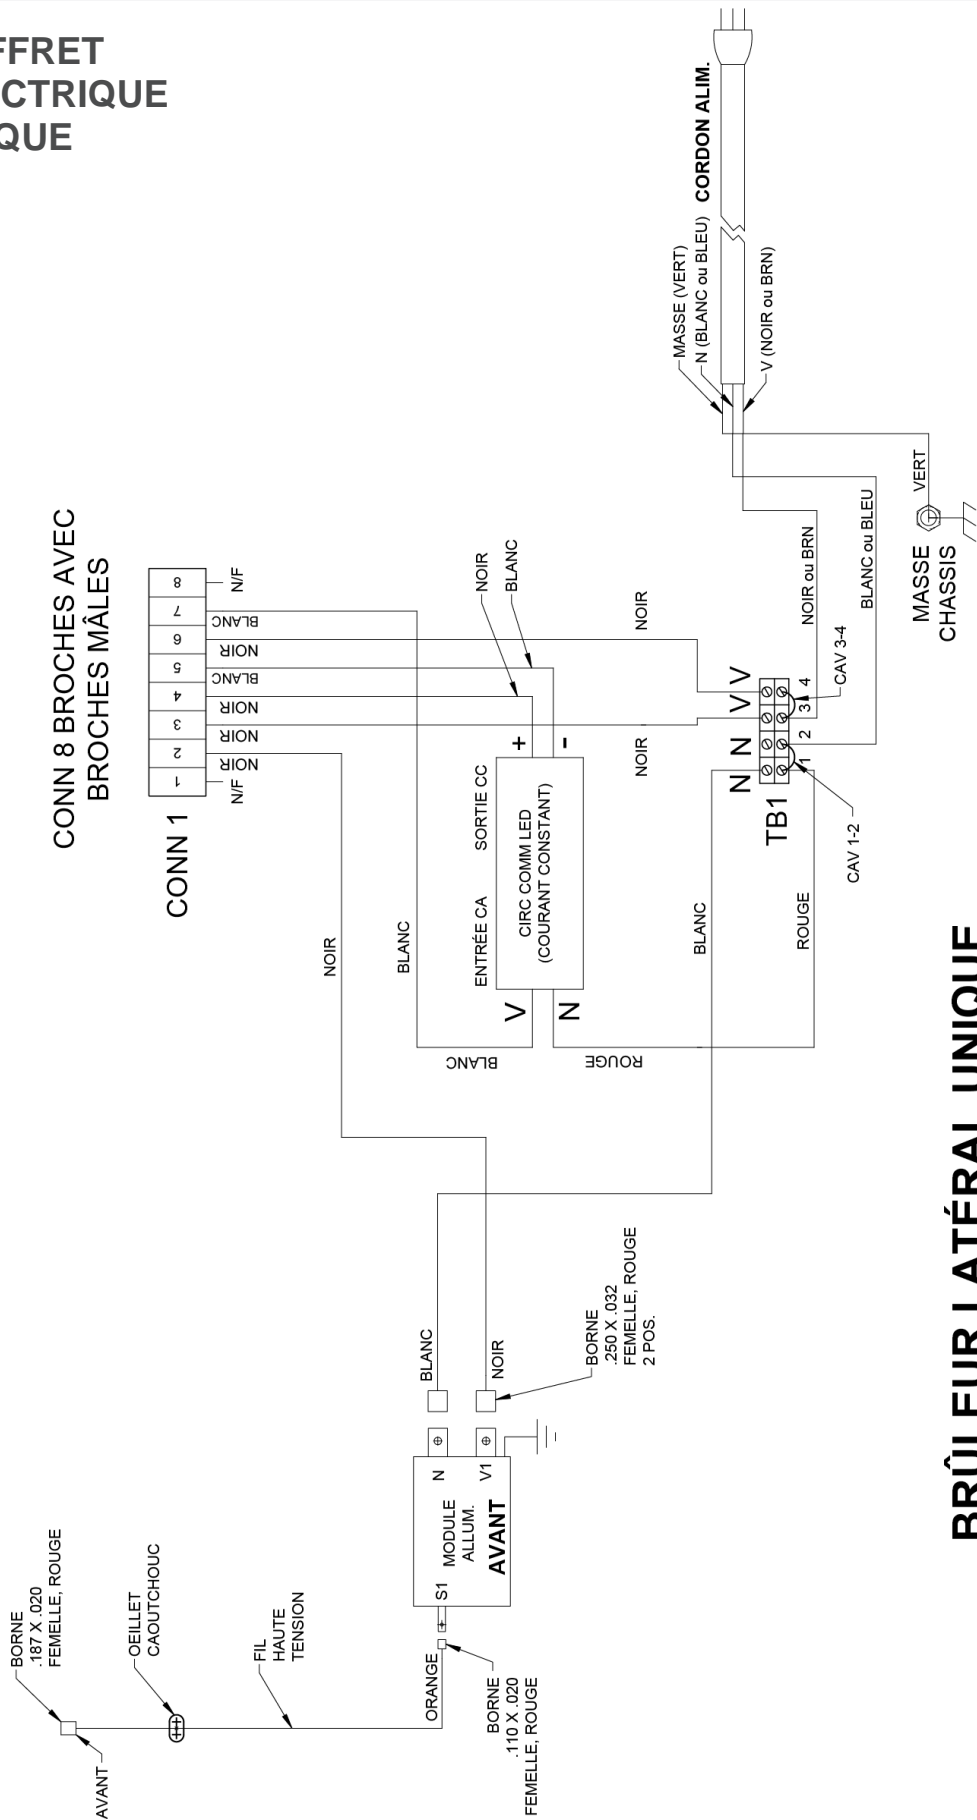 FFRET
CTRIQUE
QUE
CONN 8 BROCHES AVEC
BROCHES MÂLES
CONN 1
1
2
3
4
5
6
7
8
N/F
NOIR
NOIR
NOIR
BLANC
NOIR
BLANC
N/F
NOIR
BLANC
NOIR
BLANC
ENTRÉE CA
SORTIE CC
CIRC COMM LED
(COURANT CONSTANT)
+
-
V
N
BLANC
ROUGE
NOIR
NOIR
CORDON ALIM.
MASSE (VERT)
N (BLANC ou BLEU)
V (NOIR ou BRN)
NOIR ou BRN
BLANC ou BLEU
VERT
MASSE
CHASSIS
N
N
V
V
TB1
1
2
3
4
CAV 1-2
CAV 3-4
BLANC
ROUGE
BORNE
.187 X .020
FEMELLE, ROUGE
AVANT
OEILLET
CAOUTCHOUC
FIL
HAUTE
TENSION
ORANGE
BORNE
.110 X .020
FEMELLE, ROUGE
S1
MODULE
ALLUM.
AVANT
N
V1
BLANC
NOIR
BORNE
.250 X .032
FEMELLE, ROUGE
2 POS.
BRÛLEUR LATÉRAL UNIQUE